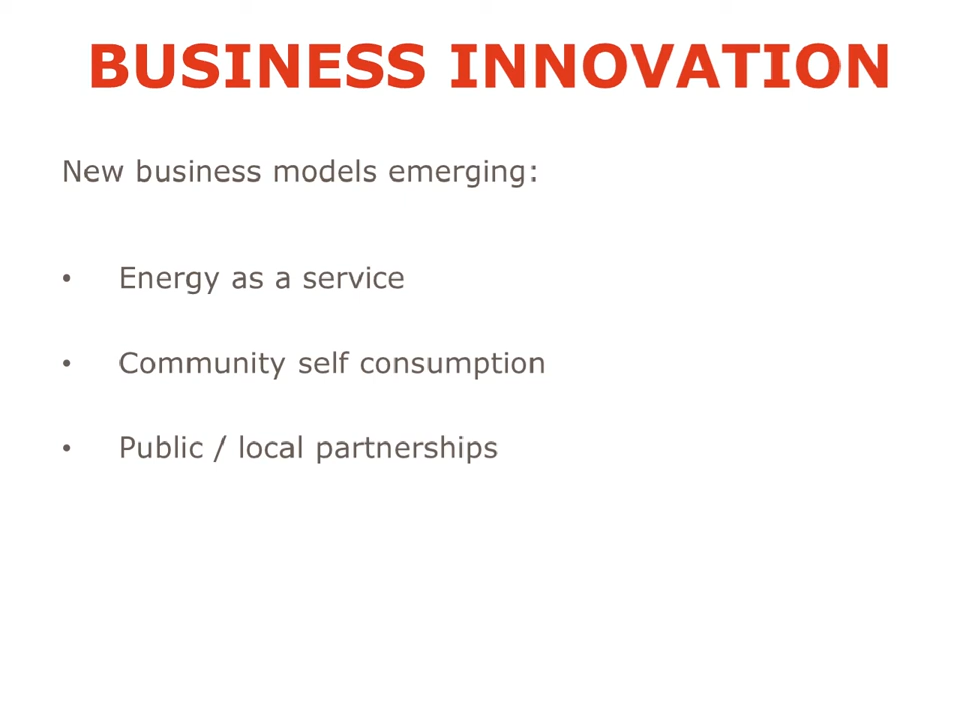 BUSINESS INNOVATION
New business models emerging:
• Energy as a service
• Community self consumption
• Public / local partnerships